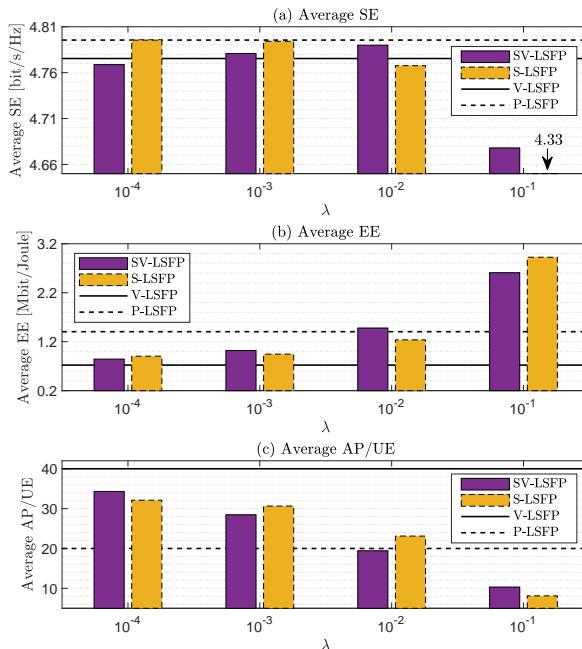 (a) Average SE
Average SE [bit/s/Hz]
4.81
4.76
4.71
4.66
SV-LSFP
S-LSFP
V-LSFP
P-LSFP
4.33
10^-4
10^-3
10^-2
10^-1
λ
(b) Average EE
Average EE [Mbit/Joule]
3.2
2.2
1.2
0.2
SV-LSFP
S-LSFP
V-LSFP
P-LSFP
10^-4
10^-3
10^-2
10^-1
λ
(c) Average AP/UE
Average AP/UE
40
30
20
10
SV-LSFP
S-LSFP
V-LSFP
P-LSFP
10^-4
10^-3
10^-2
10^-1
λ